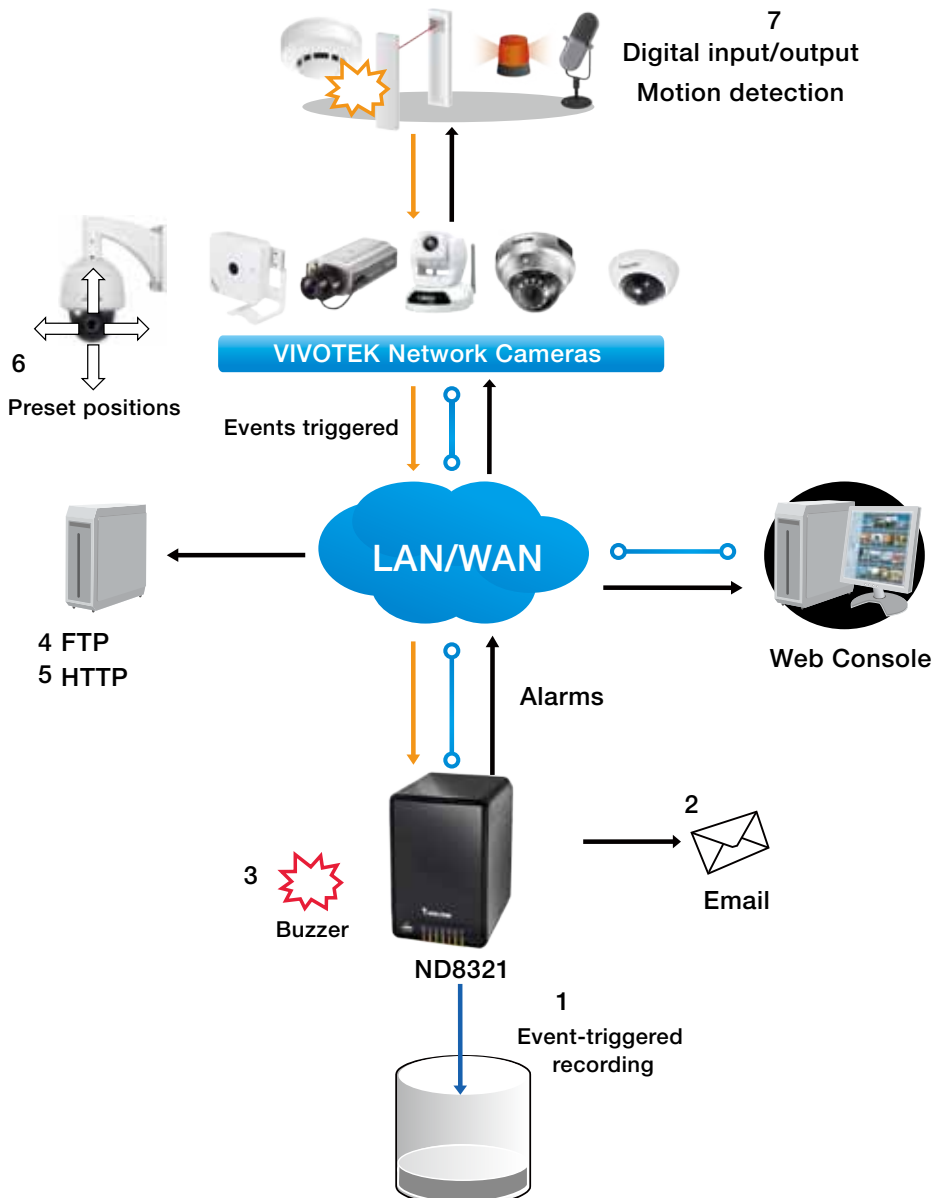 7
Digital input/output
Motion detection
6
Preset positions
VIVOTEK Network Cameras
Events triggered
LAN/WAN
4 FTP
5 HTTP
Web Console
Alarms
2
Email
3
Buzzer
ND8321
1
Event-triggered
recording